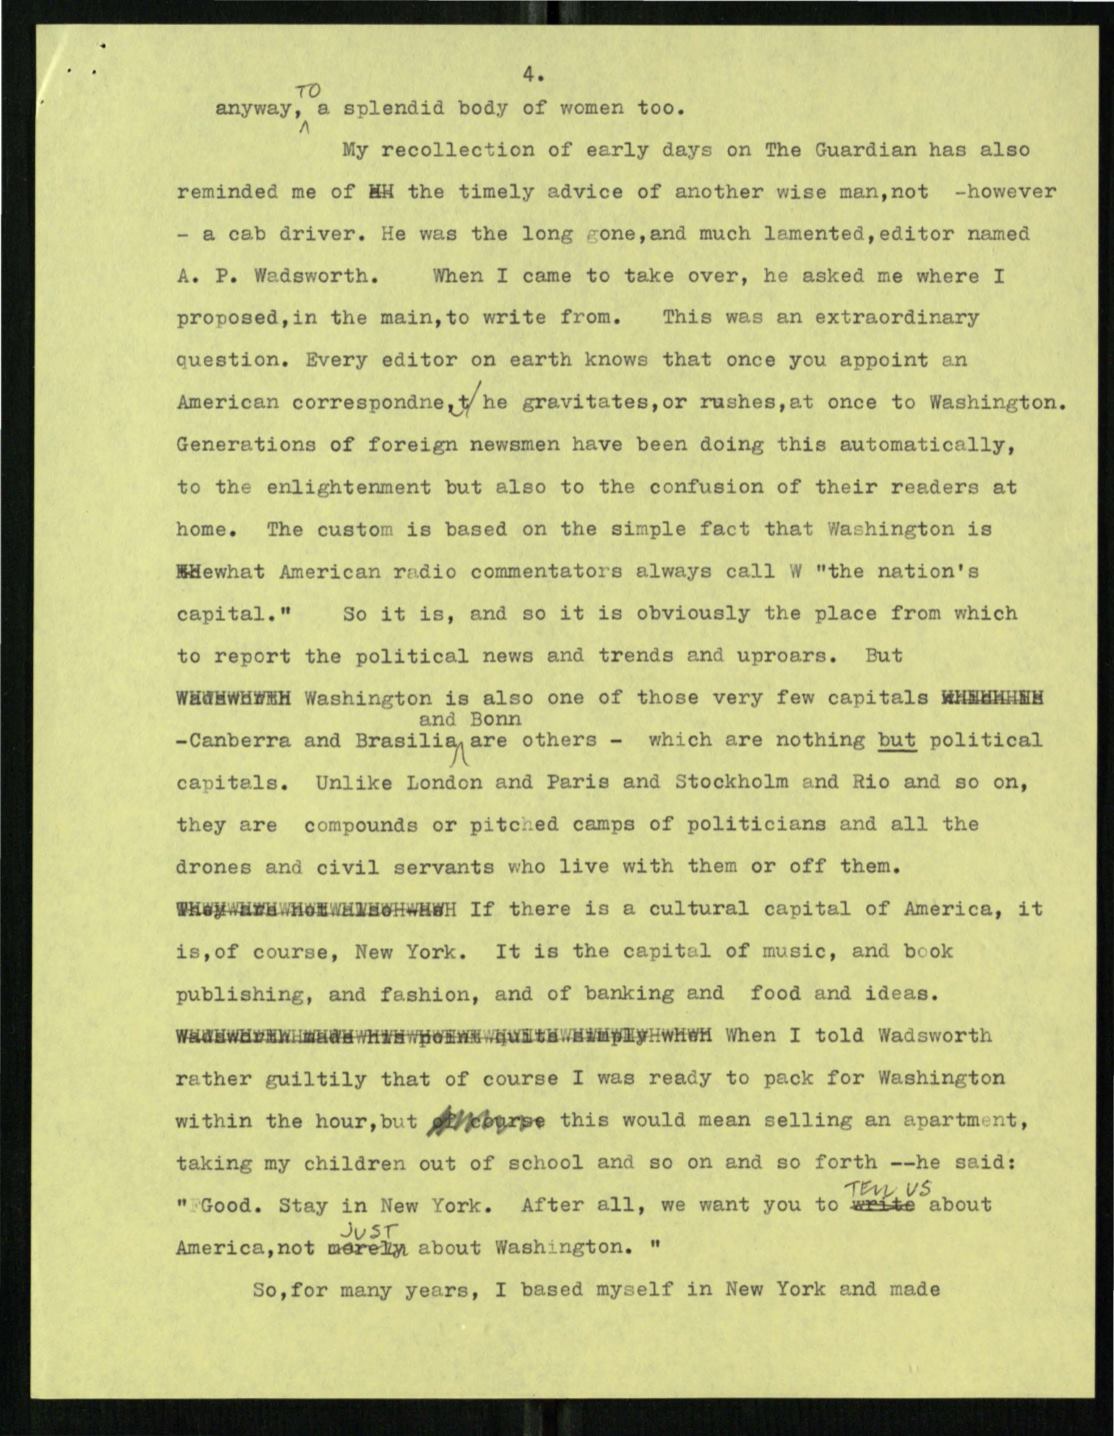 4.
TO
anyway, a splendid body of women too.
My recollection of early days on The Guardian has also
reminded me of the timely advice of another wise man,not -however
- a cab driver. He was the long gone,and much lamented,editor named
A. P. Wadsworth. When I came to take over, he asked me where I
proposed,in the main,to write from. This was an extraordinary
question. Every editor on earth knows that once you appoint an
American correspondne,t/he gravitates,or rushes,at once to Washington.
Generations of foreign newsmen have been doing this automatically,
to the enlightenment but also to the confusion of their readers at
home. The custom is based on the simple fact that Washington is
ewhat American radio commentators always call W "the nation's
capital." So it is, and so it is obviously the place from which
to report the political news and trends and uproars. But
Wadsworth Washington is also one of those very few capitals
and Bonn
-Canberra and Brasilia are others - which are nothing but political
capitals. Unlike London and Paris and Stockholm and Rio and so on,
they are compounds or pitched camps of politicians and all the
drones and civil servants who live with them or off them.
They are not also the If there is a cultural capital of America, it
is,of course, New York. It is the capital of music, and book
publishing, and fashion, and of banking and food and ideas.
Wadsworth made his point quite simply when When I told Wadsworth
rather guiltily that of course I was ready to pack for Washington
within the hour,but of course this would mean selling an apartment,
taking my children out of school and so on and so forth --he said:
TELL US
" Good. Stay in New York. After all, we want you to write about
JUST
America,not merely about Washington. "
So,for many years, I based myself in New York and made